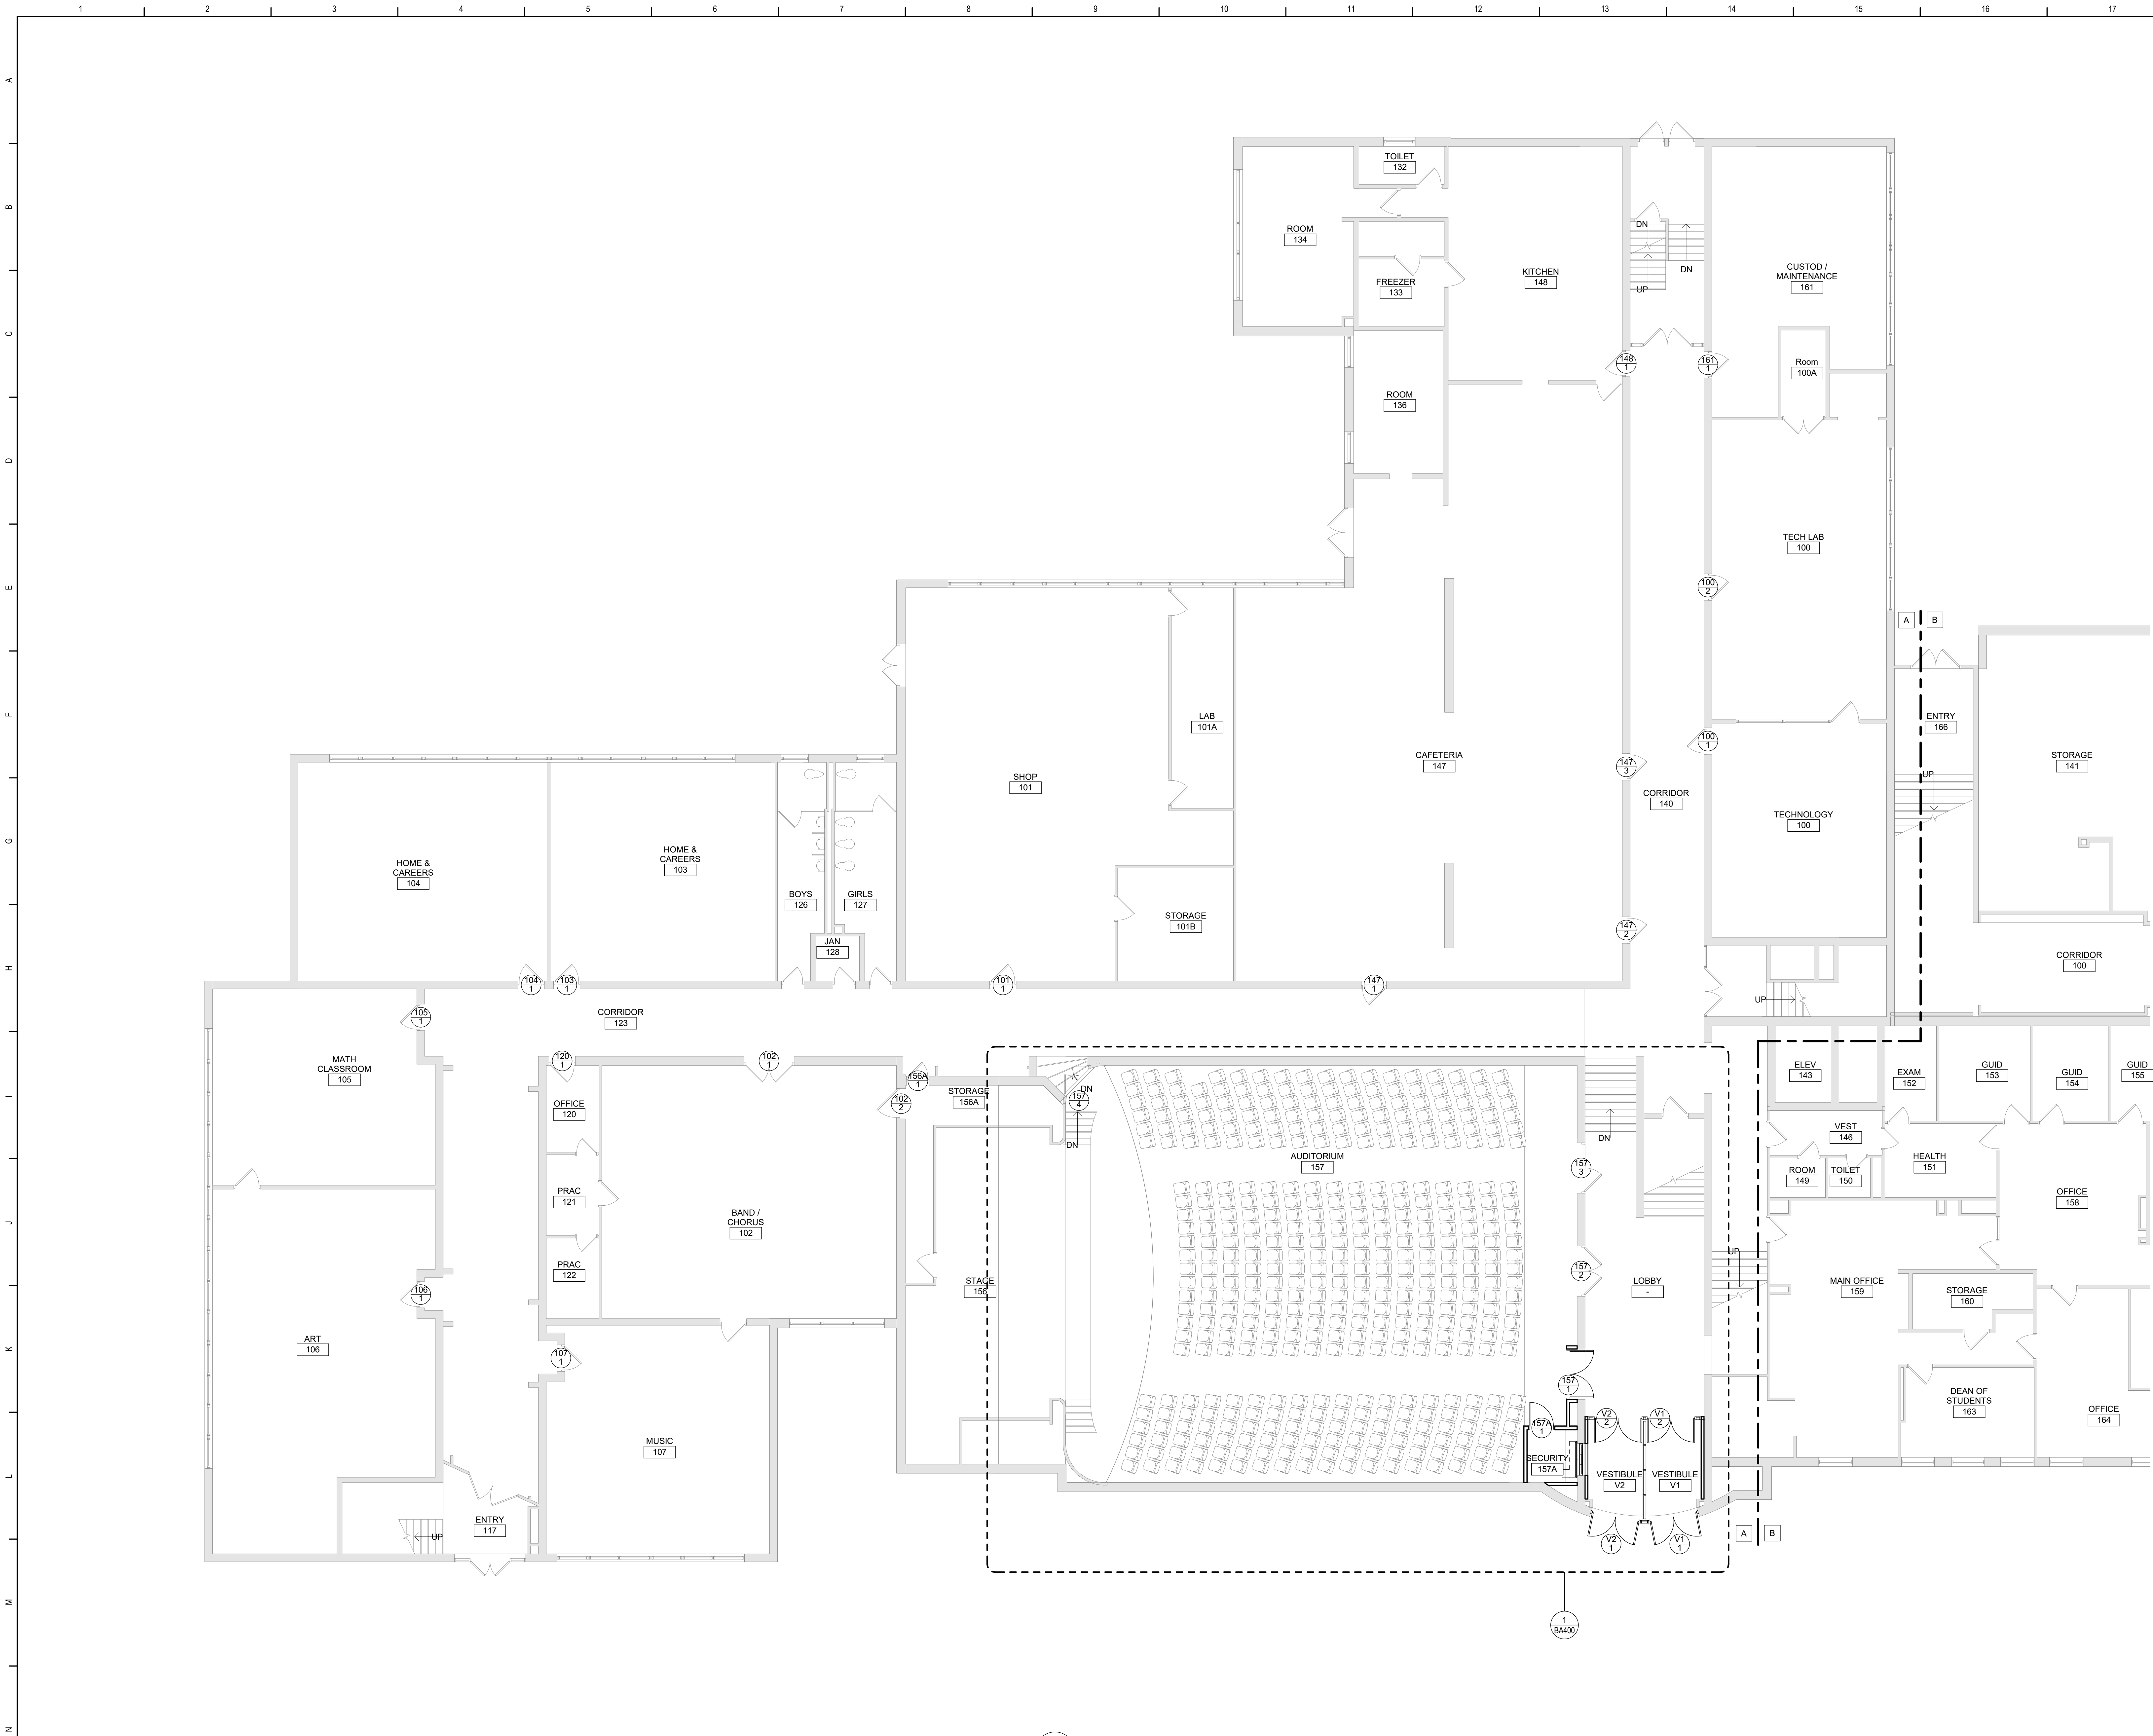 1 2 3 4 5 6 7 8 9 10 11 12 13 14 15 16 17
A
B
C
D
E
F
G
H
I
J
K
L
M
N
TOILET
132
ROOM
134
FREEZER
133
KITCHEN
148
DN
DN
UP
CUSTOD /
MAINTENANCE
161
148
1
161
1
Room
100A
ROOM
136
TECH LAB
100
100
2
A B
ENTRY
166
LAB
101A
100
1
CAFETERIA
147
147
3
STORAGE
141
SHOP
101
UP
CORRIDOR
140
TECHNOLOGY
100
HOME &
CAREERS
104
HOME &
CAREERS
103
BOYS
126
GIRLS
127
STORAGE
101B
147
2
JAN
128
CORRIDOR
100
104
1
103
1
101
1
147
1
UP
105
1
CORRIDOR
123
MATH
CLASSROOM
105
120
1
102
1
156A
1
STORAGE
156A
102
2
DN
157
4
DN
ELEV
143
EXAM
152
GUID
153
GUID
154
GUID
155
OFFICE
120
DN
VEST
146
AUDITORIUM
157
157
3
HEALTH
151
ROOM
149
TOILET
150
PRAC
121
OFFICE
158
BAND /
CHORUS
102
UP
PRAC
122
157
2
STAGE
156
LOBBY
-
MAIN OFFICE
159
STORAGE
160
106
1
ART
106
107
1
157
1
DEAN OF
STUDENTS
163
OFFICE
164
157A
1
V2
2
V1
2
MUSIC
107
SECURITY
157A
VESTIBULE
V2
VESTIBULE
V1
ENTRY
117
UP
A B
V2
1
V1
1
1
BA400